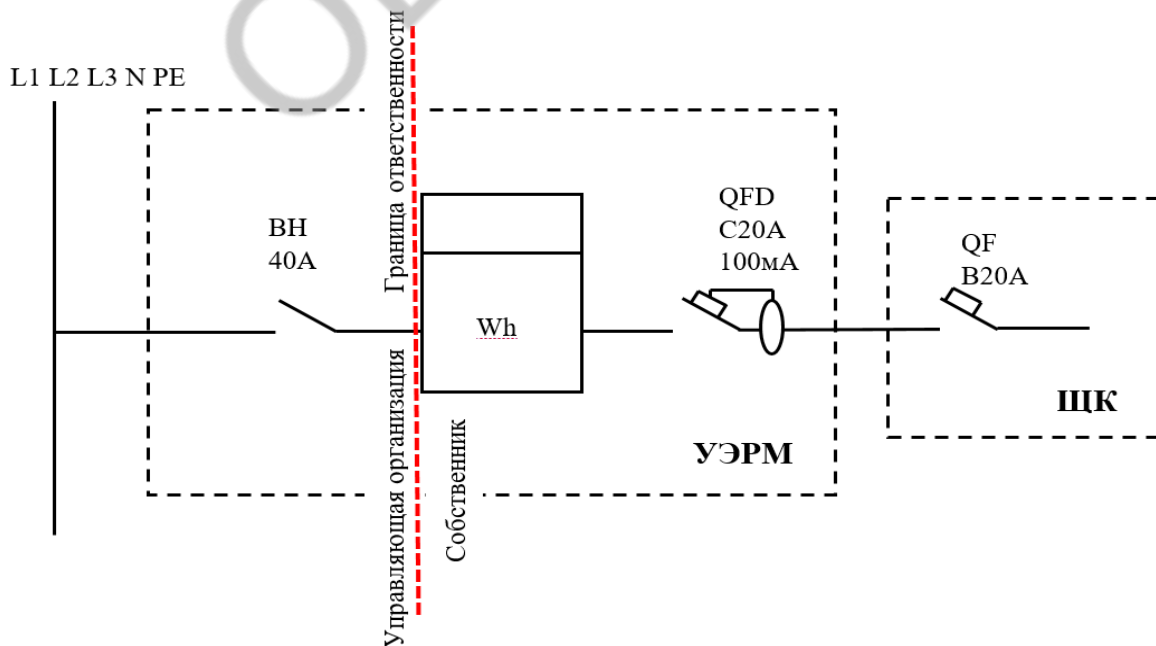 L1 L2 L3 N PE
ВН
40А
Граница ответственности
Управляющая организация
Собственник
Wh
QFD
C20A
100мА
УЭРМ
QF
B20A
ЩК